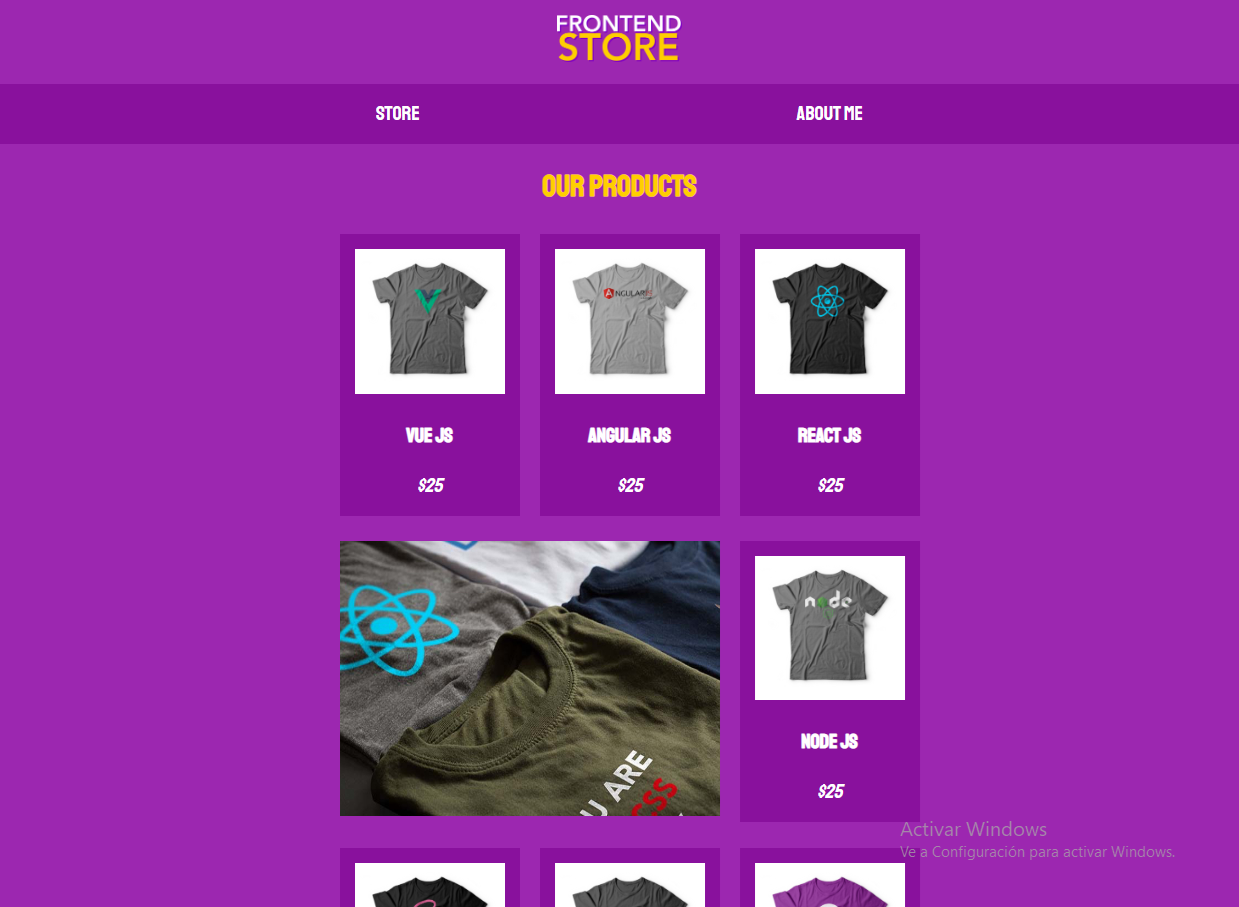 FRONTEND
STORE
STORE ABOUT ME
OUR PRODUCTS
ANGULARJS
VUE JS ANGULAR JS REACT JS
$25 $25 $25
node
U ARE
CSS
NODE JS
$25
Activar Windows
Ve a Configuración para activar Windows.